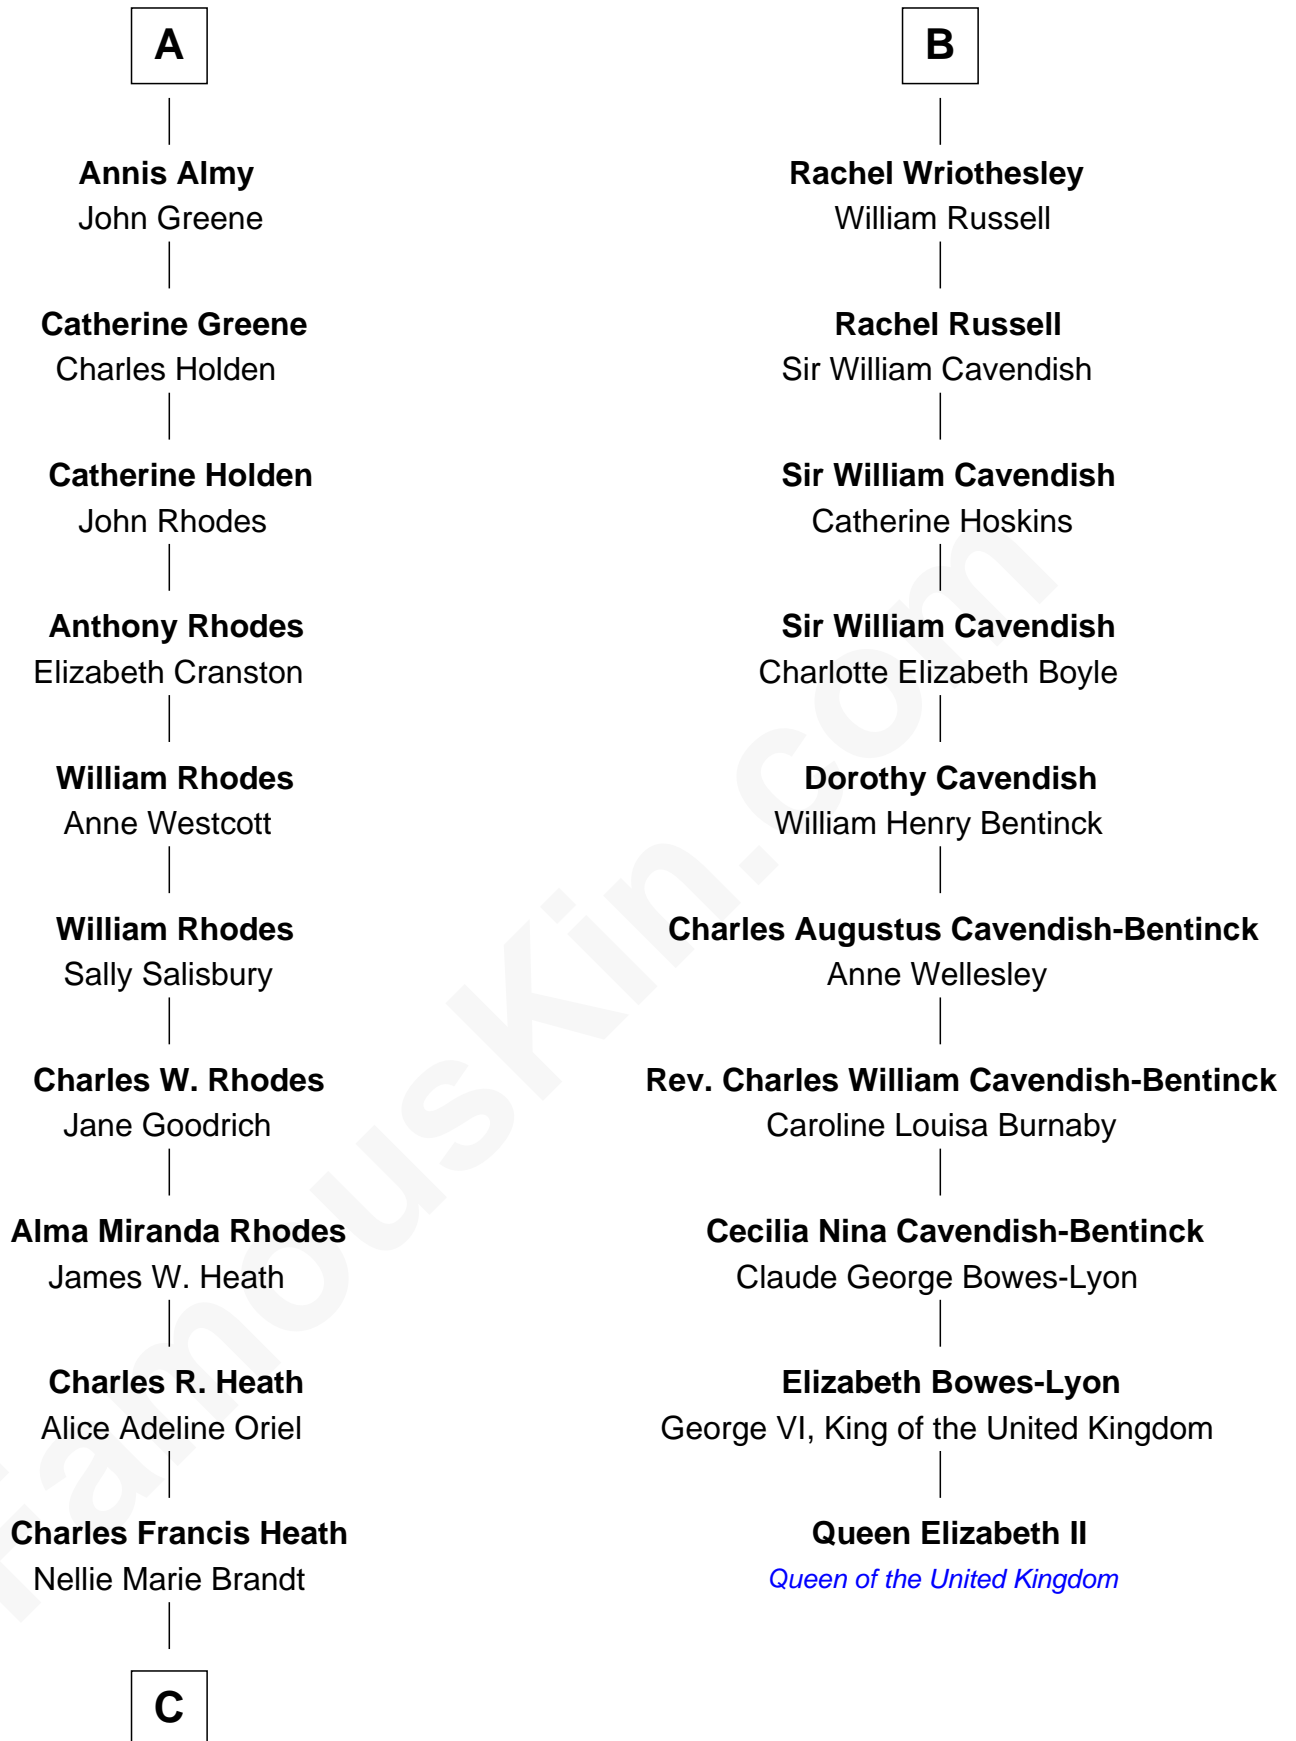 A
Annis Almy
John Greene
Catherine Greene
Charles Holden
Catherine Holden
John Rhodes
Anthony Rhodes
Elizabeth Cranston
William Rhodes
Anne Westcott
William Rhodes
Sally Salisbury
Charles W. Rhodes
Jane Goodrich
Alma Miranda Rhodes
James W. Heath
Charles R. Heath
Alice Adeline Oriel
Charles Francis Heath
Nellie Marie Brandt
C
B
Rachel Wriothesley
William Russell
Rachel Russell
Sir William Cavendish
Sir William Cavendish
Catherine Hoskins
Sir William Cavendish
Charlotte Elizabeth Boyle
Dorothy Cavendish
William Henry Bentinck
Charles Augustus Cavendish-Bentinck
Anne Wellesley
Rev. Charles William Cavendish-Bentinck
Caroline Louisa Burnaby
Cecilia Nina Cavendish-Bentinck
Claude George Bowes-Lyon
Elizabeth Bowes-Lyon
George VI, King of the United Kingdom
Queen Elizabeth II
Queen of the United Kingdom
FamousKin.com